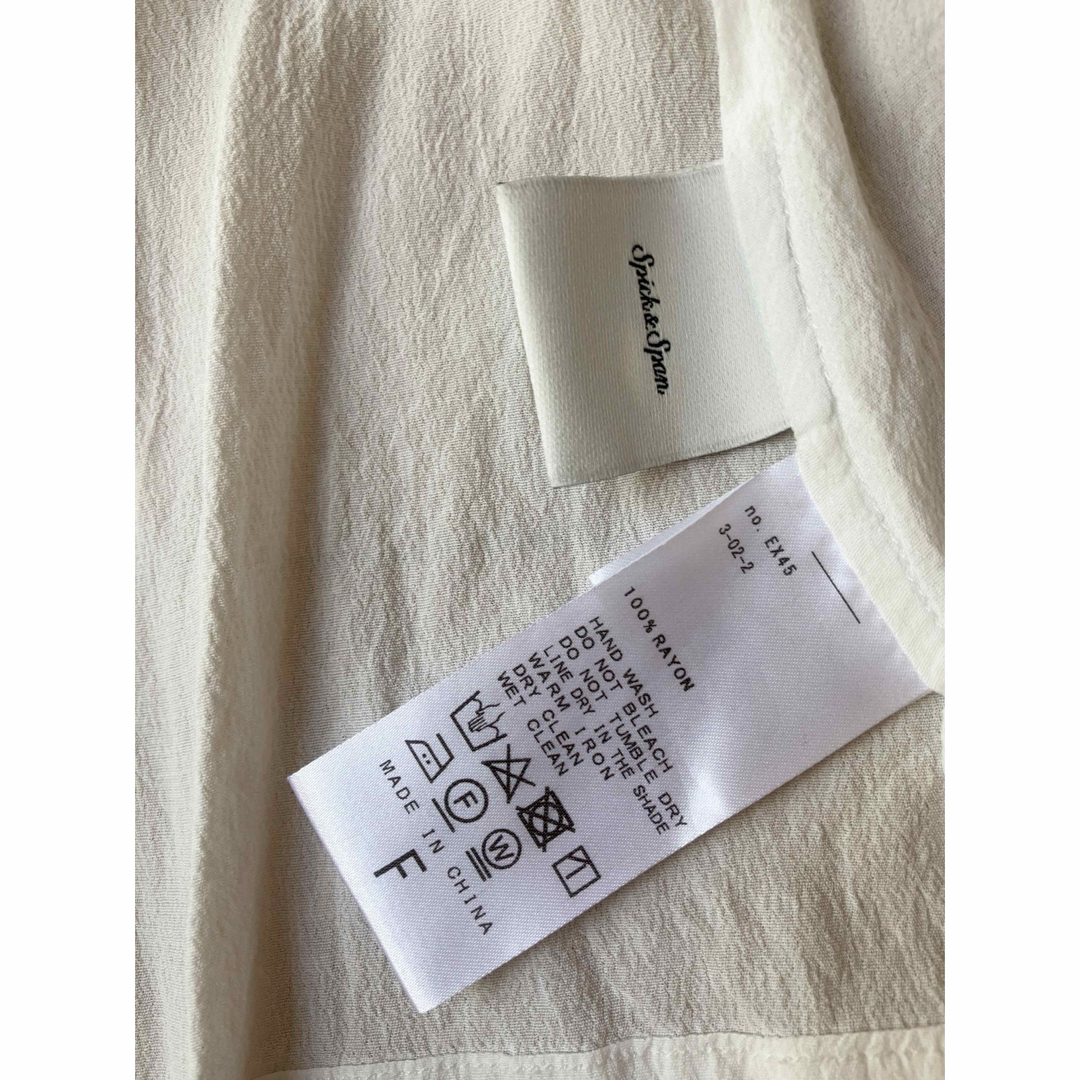 Spick & Span
no. EX45
3-02-2
100% RAYON
HAND WASH
DO NOT BLEACH
DO NOT TUMBLE DRY
LINE DRY IN THE SHADE
WARM IRON
DRY CLEAN
WET CLEAN
F
W
MADE IN CHINA
F